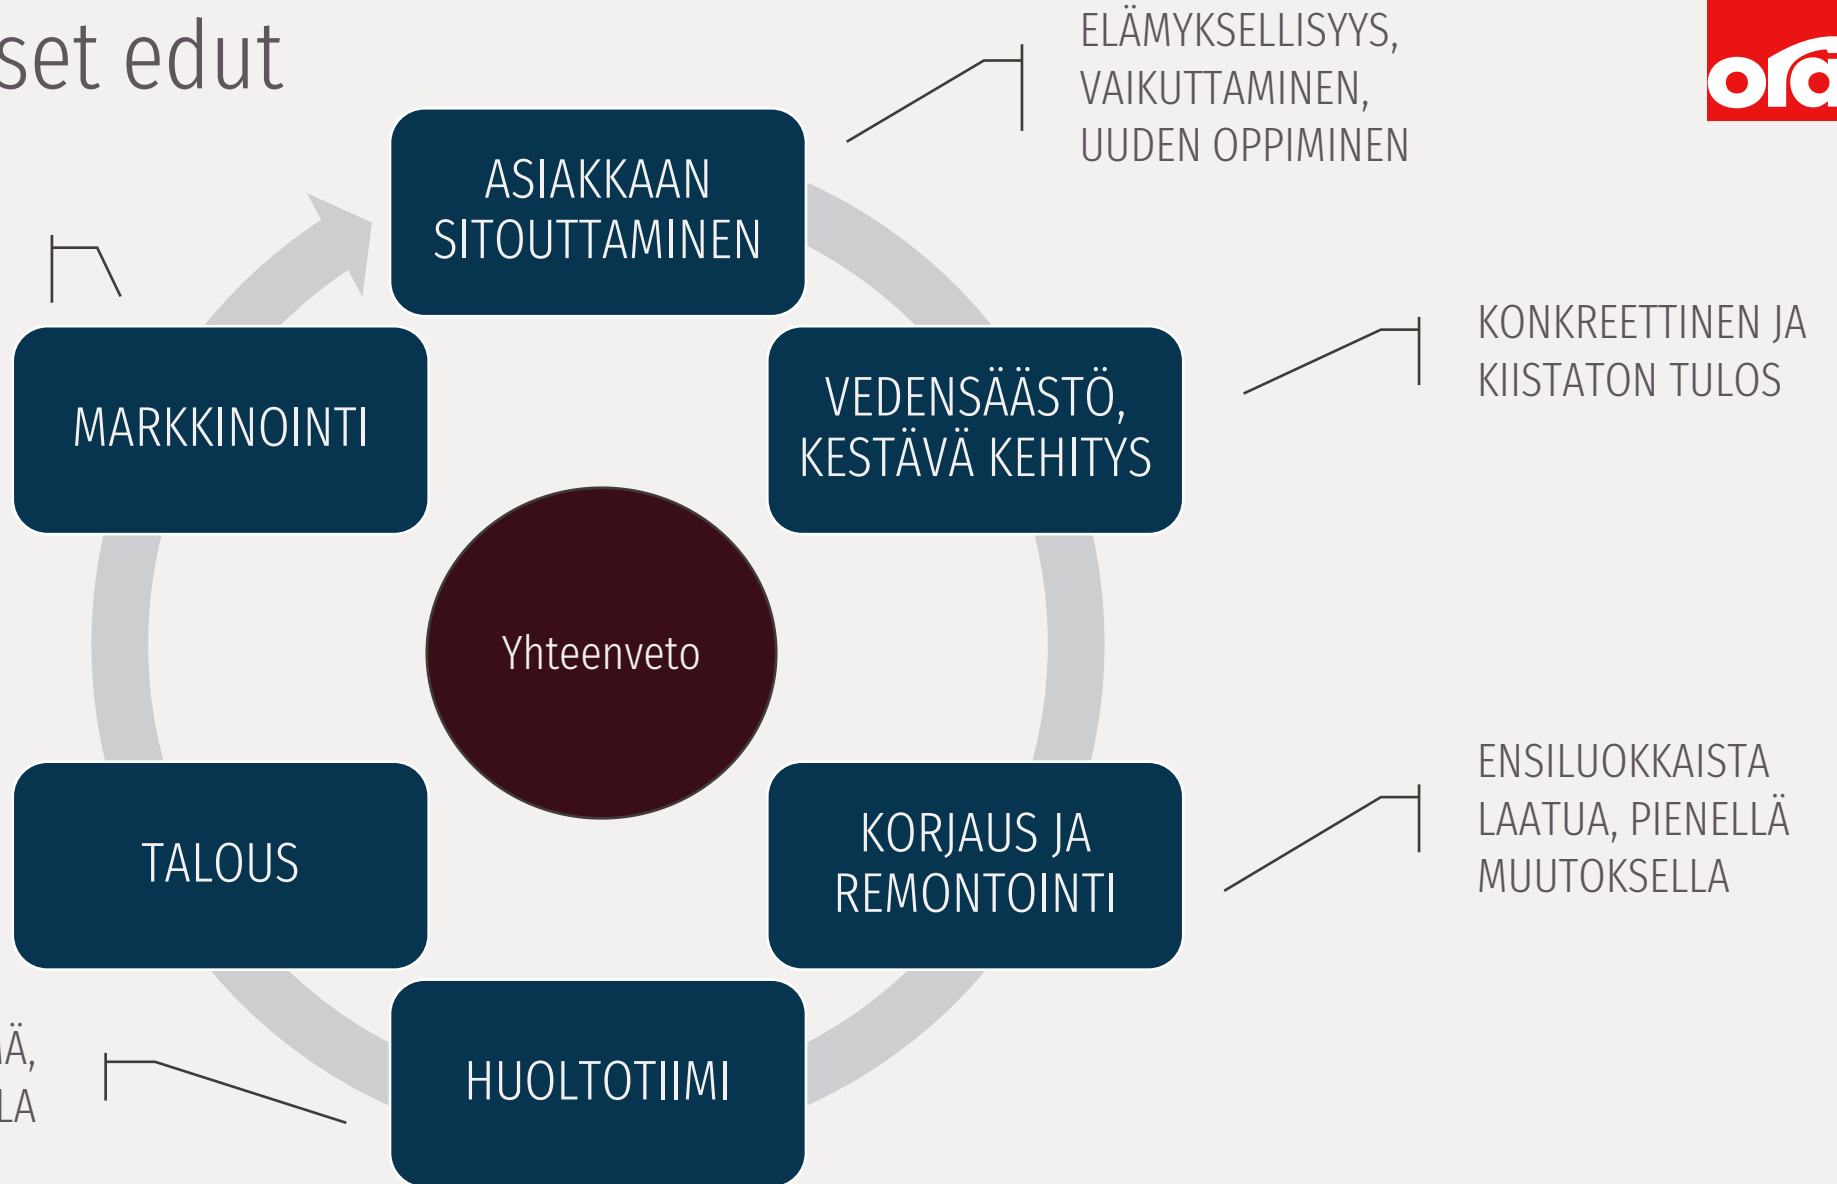 set edut
ELÄMYKSELLISYYS,
VAIKUTTAMINEN,
UUDEN OPPIMINEN
ora
ASIAKKAAN
SITOUTTAMINEN
KONKREETTINEN JA
KIISTATON TULOS
MARKKINOINTI
VEDENSÄÄSTÖ,
KESTÄVÄ KEHITYS
Yhteenveto
ENSILUOKKAISTA
LAATUA, PIENELLÄ
MUUTOKSELLA
TALOUS
KORJAUS JA
REMONTOINTI
HUOLTOTIIMI